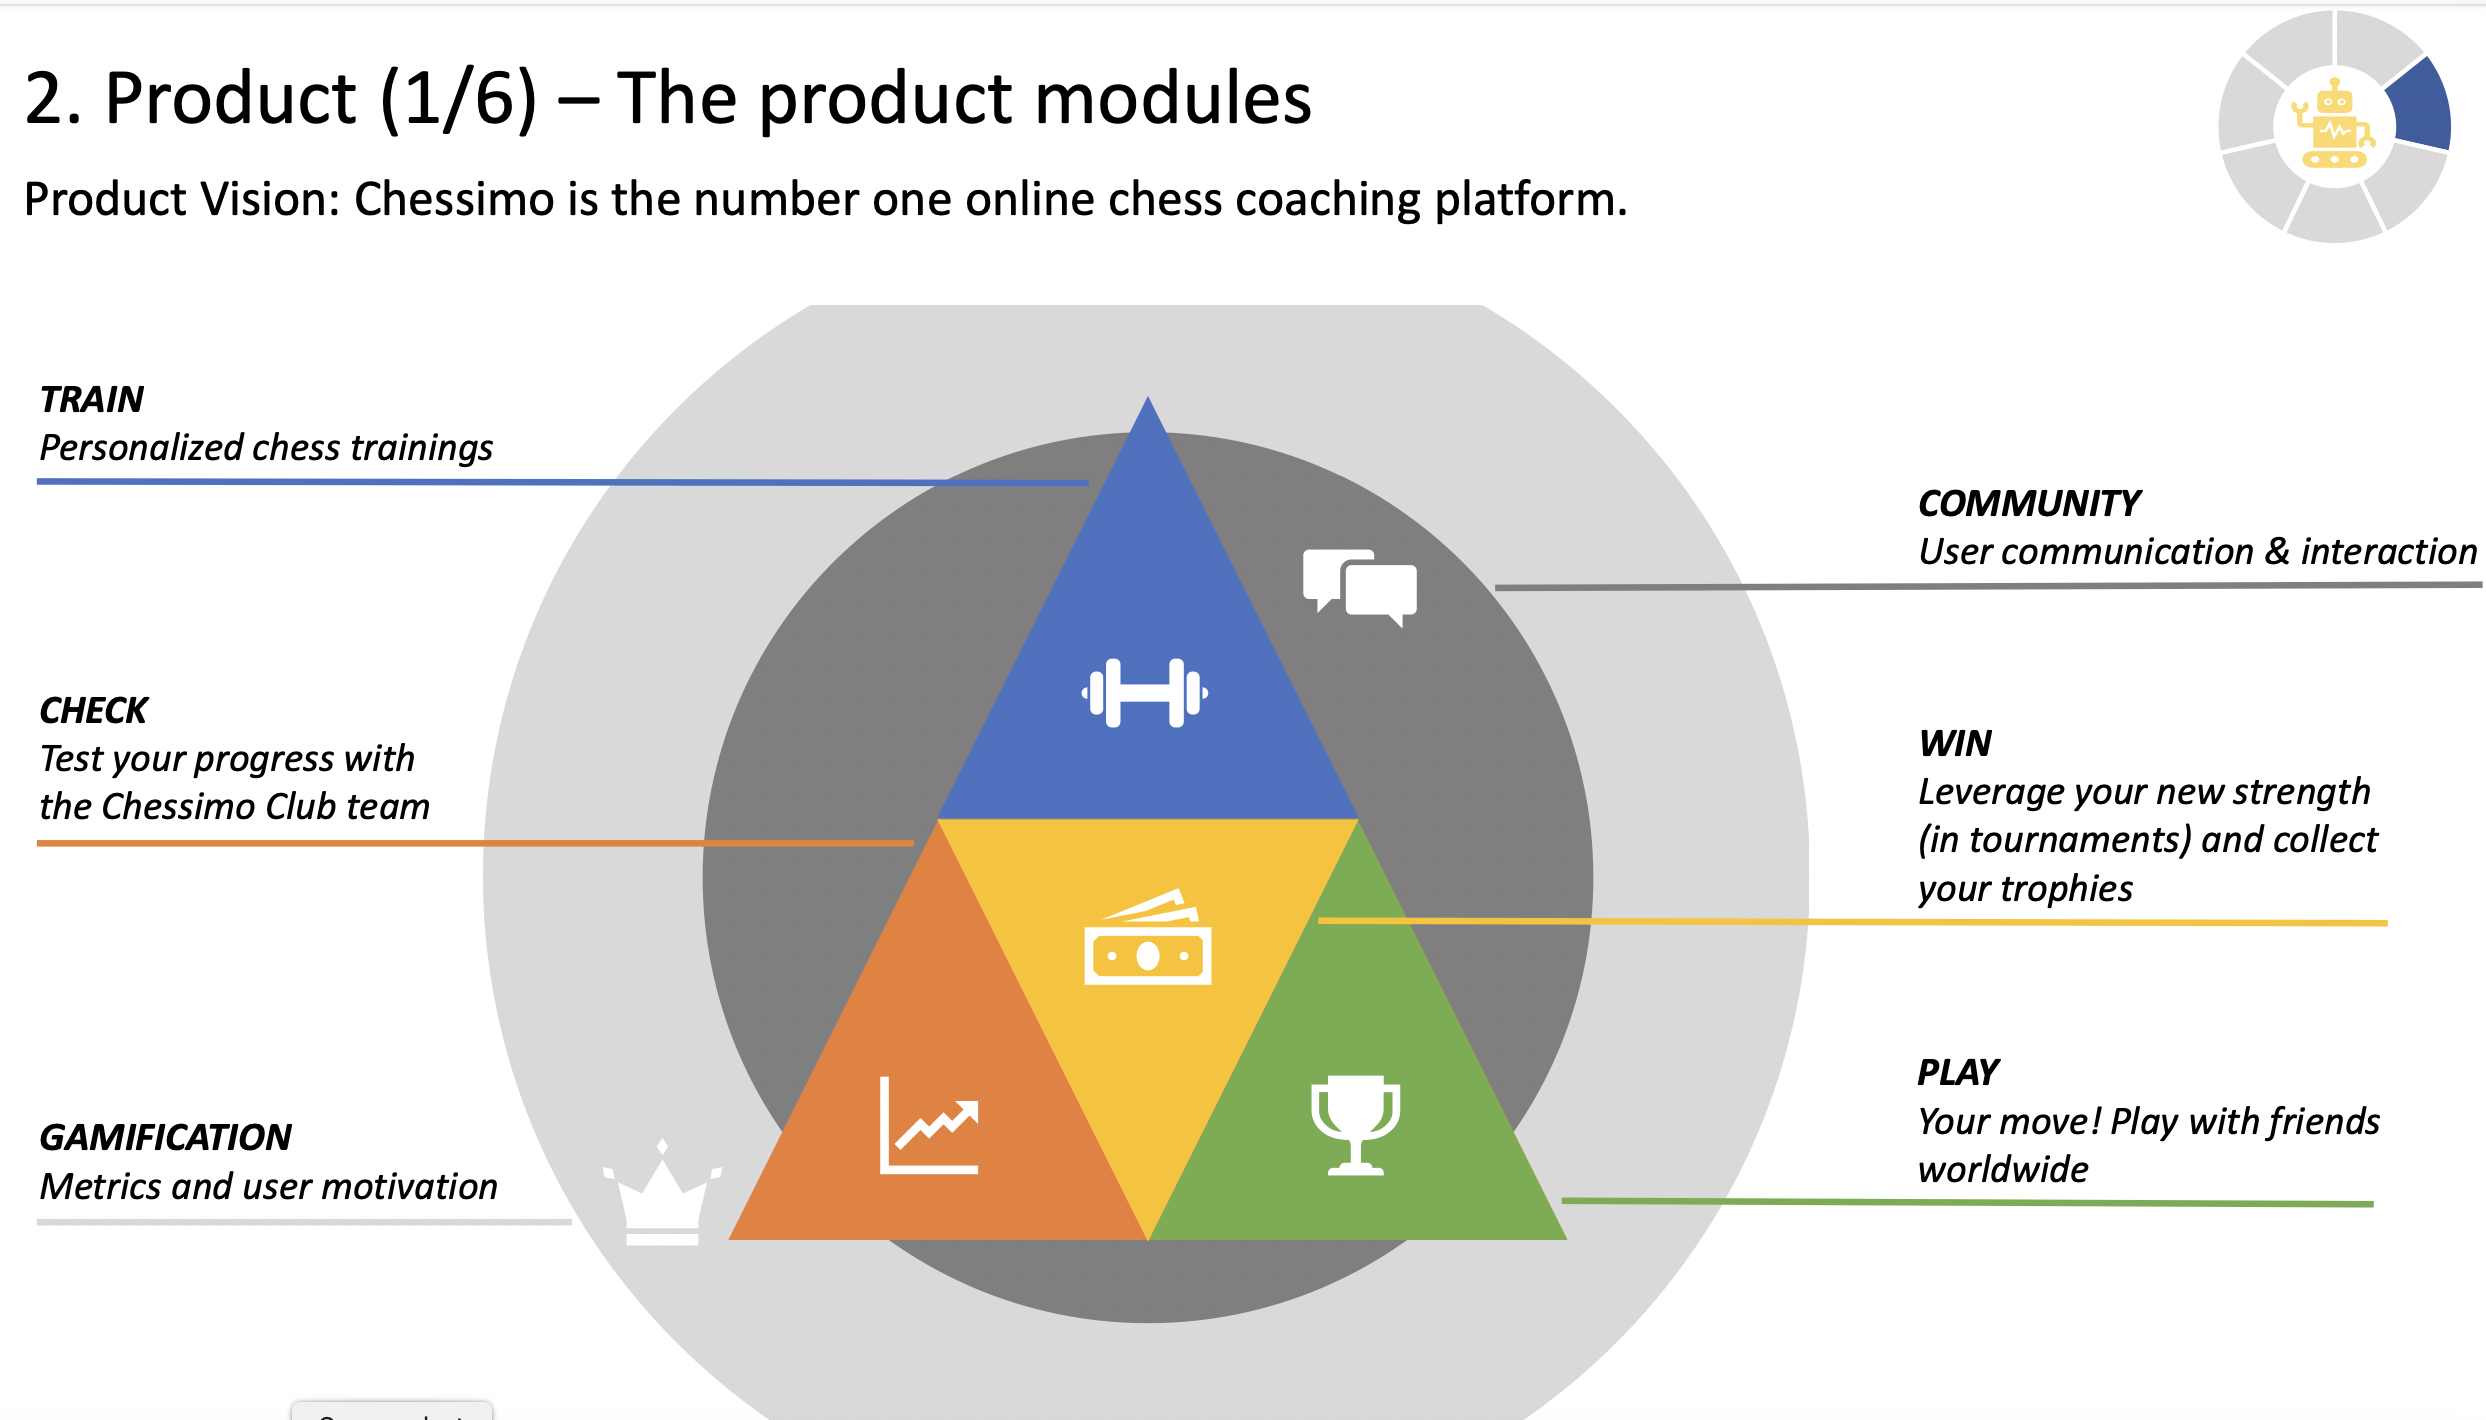 2. Product (1/6) – The product modules
Product Vision: Chessimo is the number one online chess coaching platform.
TRAIN
Personalized chess trainings
CHECK
Test your progress with
the Chessimo Club team
GAMIFICATION
Metrics and user motivation
COMMUNITY
User communication & interaction
WIN
Leverage your new strength
(in tournaments) and collect
your trophies
PLAY
Your move! Play with friends
worldwide